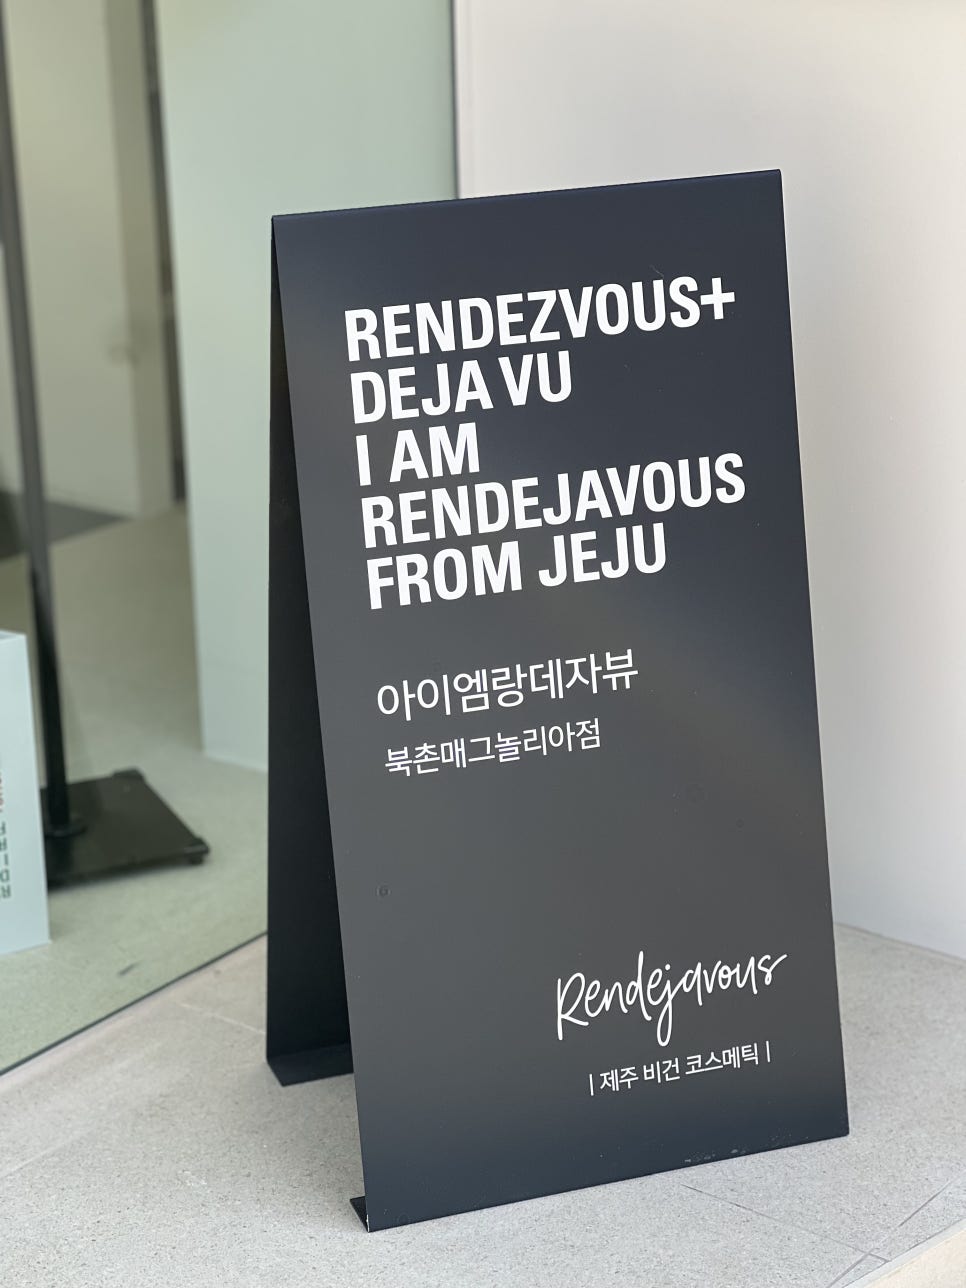 RENDEZVOUS+
DEJA VU
I AM
RENDEJAVOUS
FROM JEJU
아이엠랑데자뷰
북촌매그놀리아점
Rendejavous
| 제주 비건 코스메틱 |